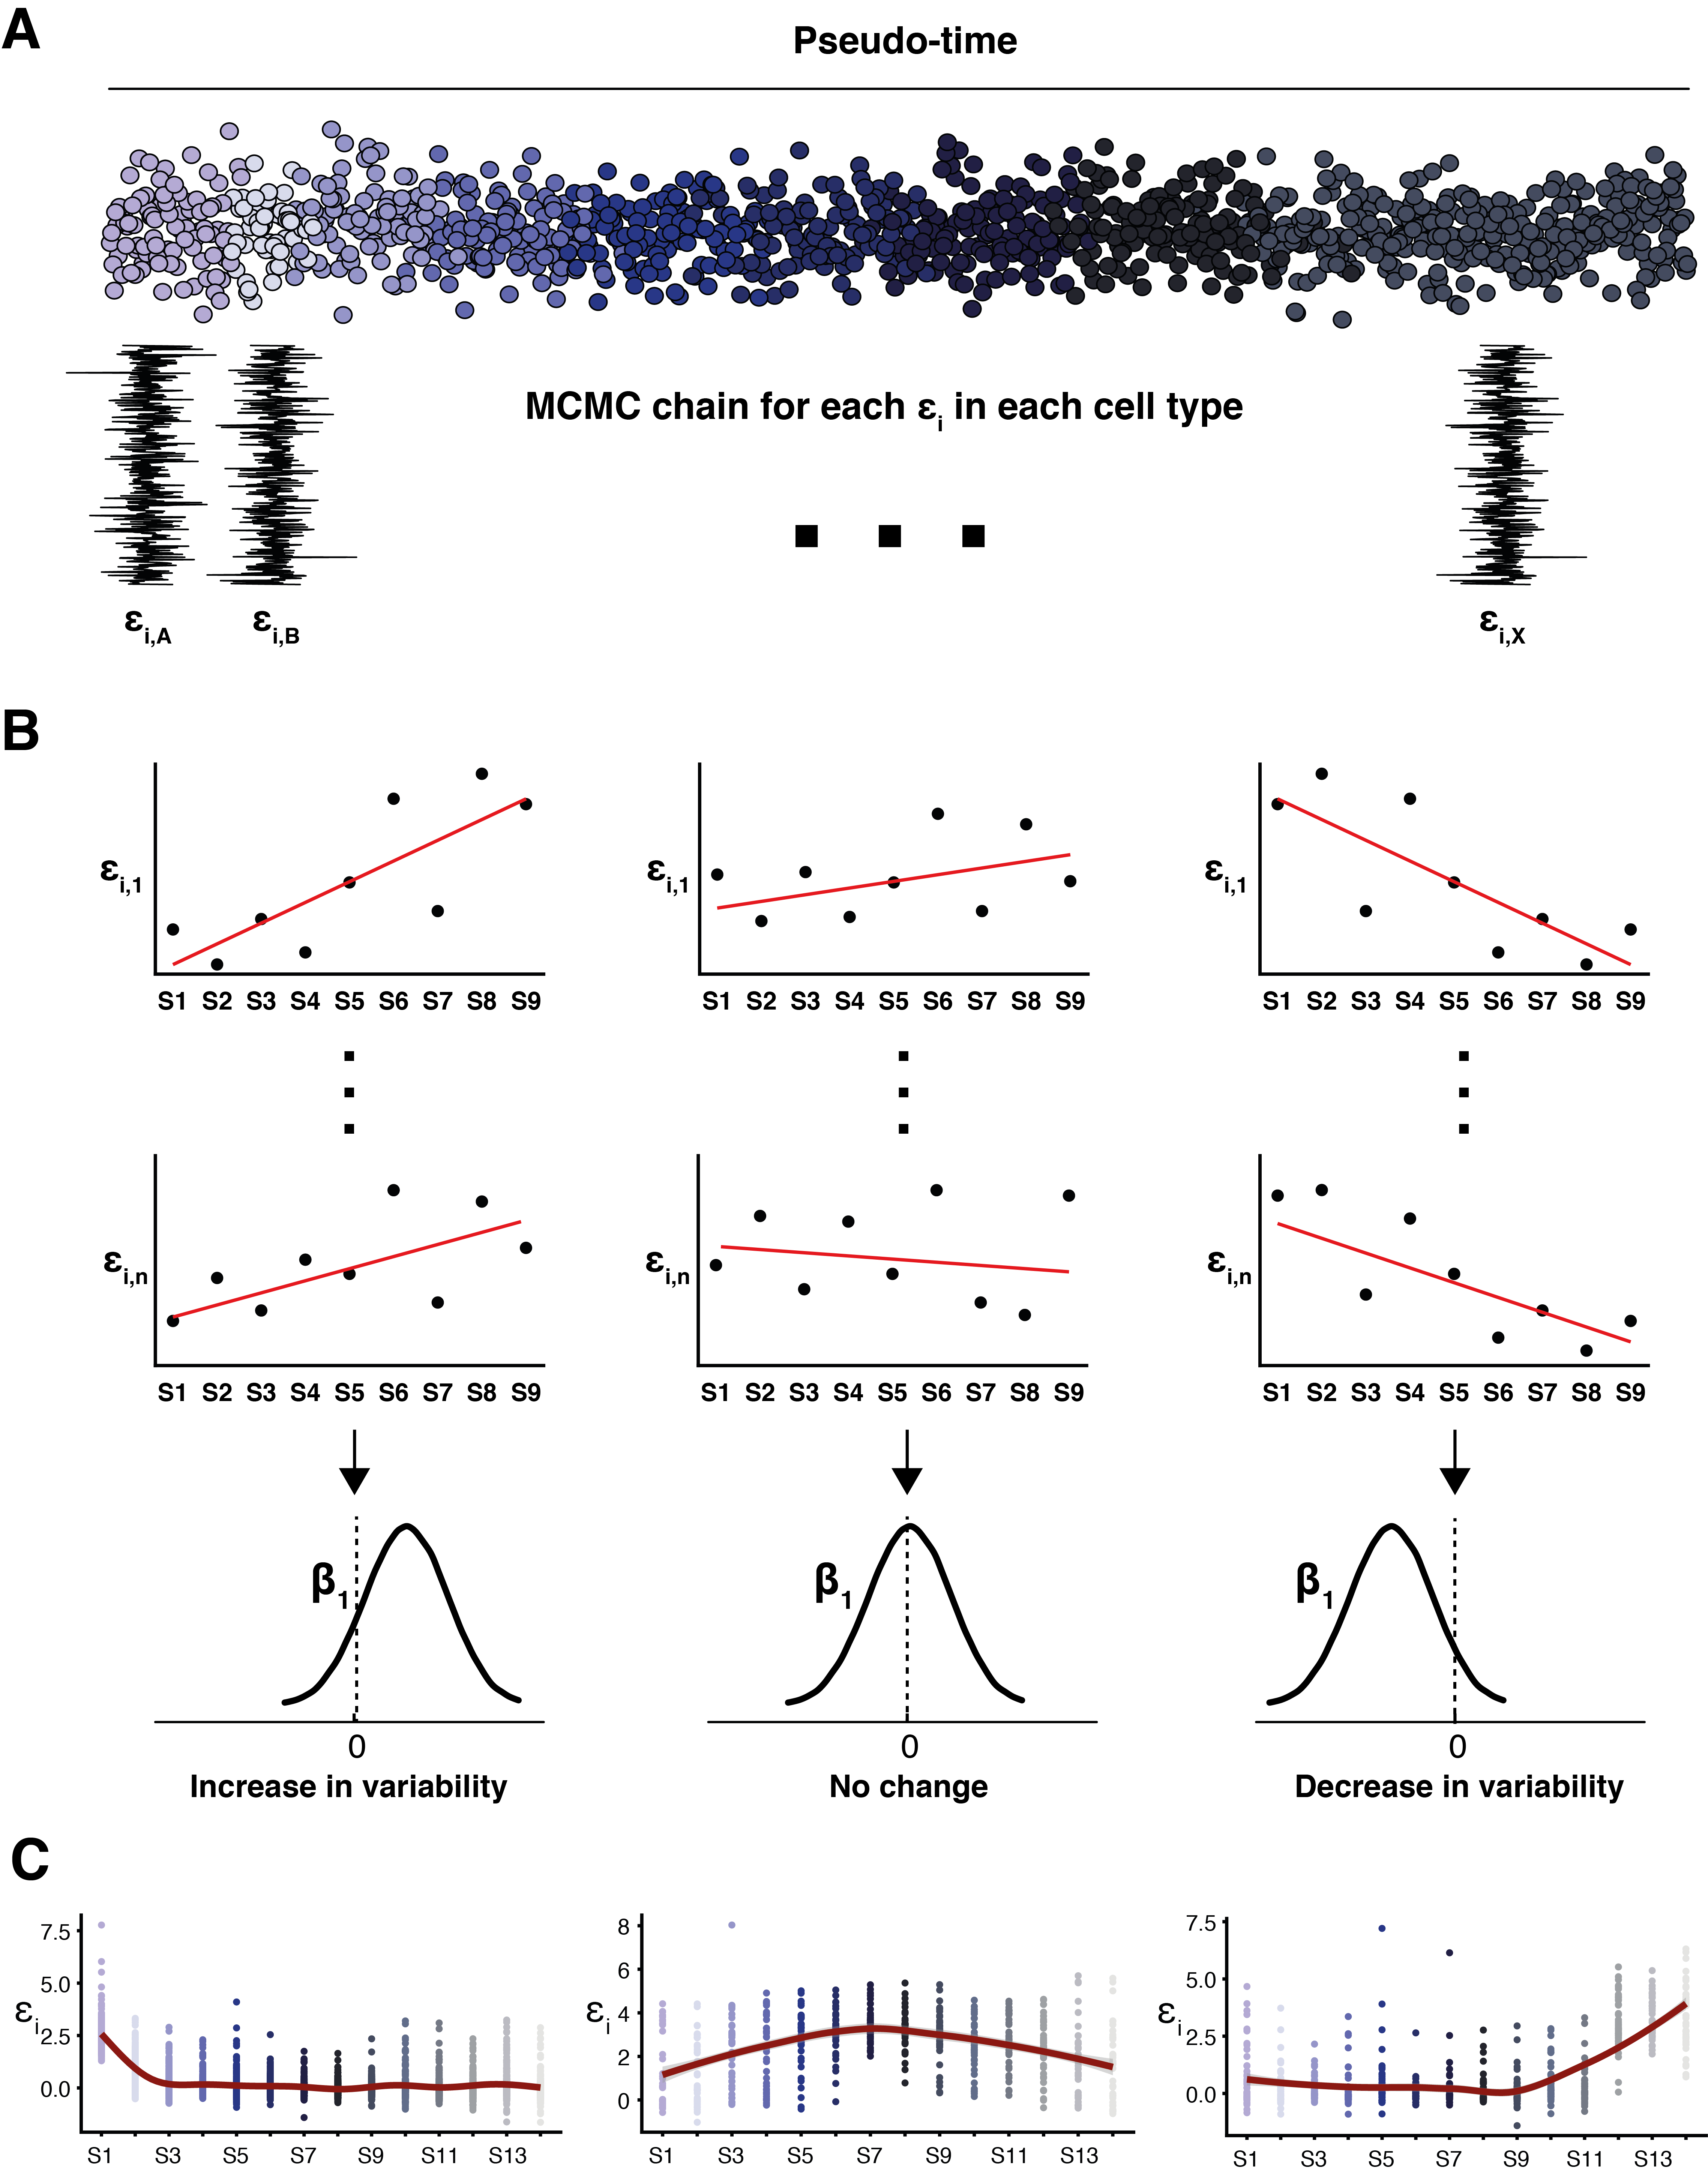 A
Pseudo-time
MCMC chain for each εi in each cell type
εi,A εi,B εi,X
B
εi,1 εi,1 εi,1
S1 S2 S3 S4 S5 S6 S7 S8 S9 S1 S2 S3 S4 S5 S6 S7 S8 S9 S1 S2 S3 S4 S5 S6 S7 S8 S9
εi,n εi,n εi,n
S1 S2 S3 S4 S5 S6 S7 S8 S9 S1 S2 S3 S4 S5 S6 S7 S8 S9 S1 S2 S3 S4 S5 S6 S7 S8 S9
β1 β1 β1
0 0 0
Increase in variability No change Decrease in variability
C
εi
7.5
5.0
2.5
0.0
S1 S3 S5 S7 S9 S11 S13
εi
8
6
4
2
0
S1 S3 S5 S7 S9 S11 S13
εi
7.5
5.0
2.5
0.0
S1 S3 S5 S7 S9 S11 S13